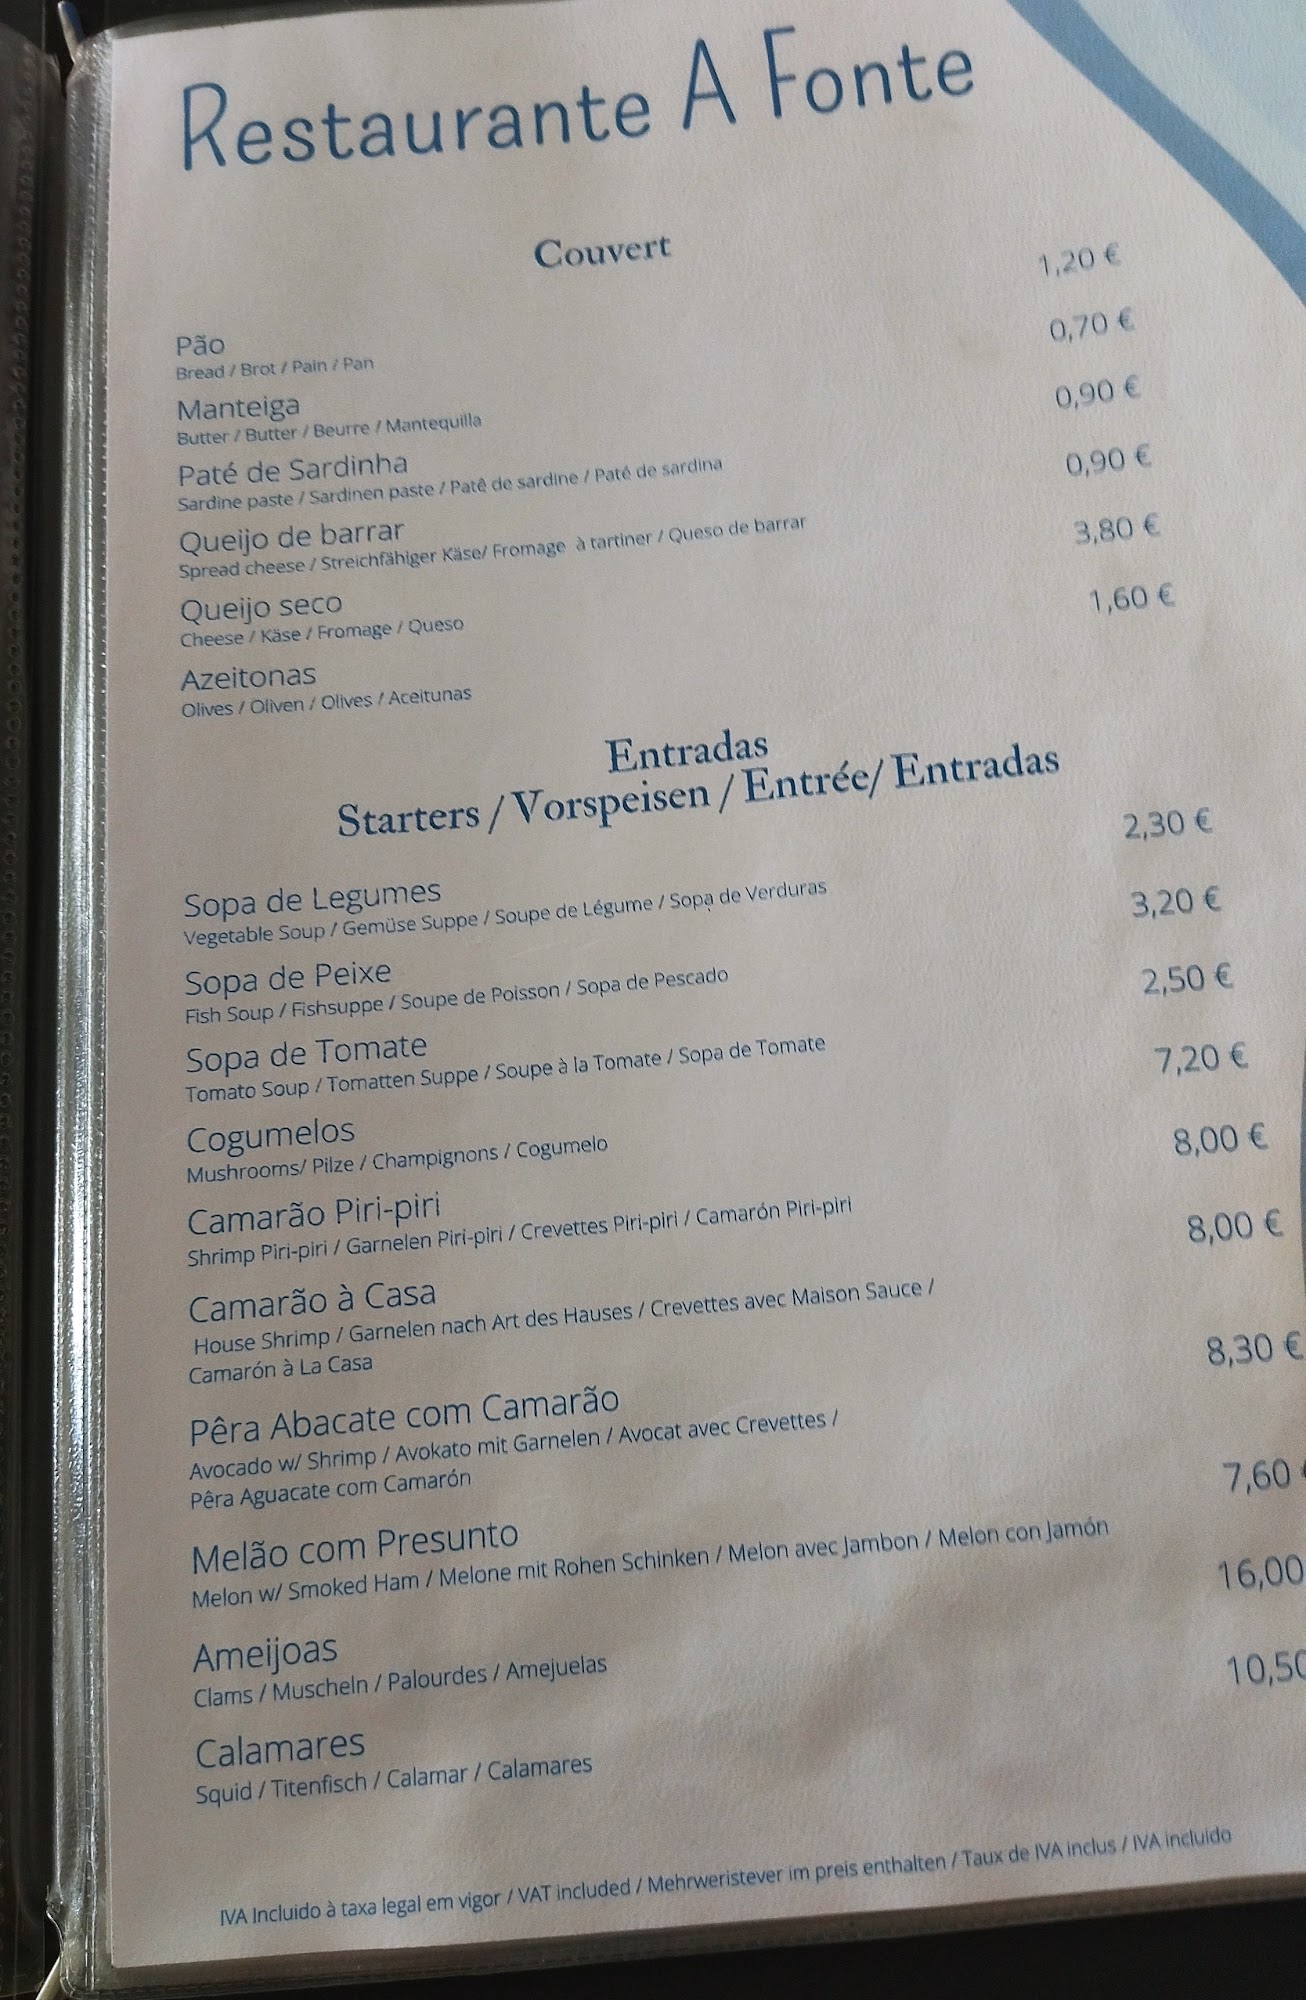 Restaurante A Fonte
Couvert
Pão 1,20 €
Bread / Brot / Pain / Pan
Manteiga 0,70 €
Butter / Butter / Beurre / Mantequilla
Paté de Sardinha 0,90 €
Sardine paste / Sardinen paste / Patê de sardine / Paté de sardina
Queijo de barrar 0,90 €
Spread cheese / Streichfähiger Käse/ Fromage à tartiner / Queso de barrar
Queijo seco 3,80 €
Cheese / Käse / Fromage / Queso
Azeitonas 1,60 €
Olives / Oliven / Olives / Aceitunas
Entradas
Starters / Vorspeisen / Entrée/ Entradas
Sopa de Legumes 2,30 €
Vegetable Soup / Gemüse Suppe / Soupe de Légume / Sopa de Verduras
Sopa de Peixe 3,20 €
Fish Soup / Fishsuppe / Soupe de Poisson / Sopa de Pescado
Sopa de Tomate 2,50 €
Tomato Soup / Tomatten Suppe / Soupe à la Tomate / Sopa de Tomate
Cogumelos 7,20 €
Mushrooms/ Pilze / Champignons / Cogumelo
Camarão Piri-piri 8,00 €
Shrimp Piri-piri / Garnelen Piri-piri / Crevettes Piri-piri / Camarón Piri-piri
Camarão à Casa 8,00 €
House Shrimp / Garnelen nach Art des Hauses / Crevettes avec Maison Sauce /
Camarón à La Casa
Pêra Abacate com Camarão 8,30 €
Avocado w/ Shrimp / Avokato mit Garnelen / Avocat avec Crevettes /
Pêra Aguacate com Camarón
Melão com Presunto 7,60 €
Melon w/ Smoked Ham / Melone mit Rohen Schinken / Melon avec Jambon / Melon con Jamón
Ameijoas 16,00
Clams / Muscheln / Palourdes / Amejuelas
Calamares 10,50
Squid / Titenfisch / Calamar / Calamares
IVA Incluido à taxa legal em vigor / VAT included / Mehrweristever im preis enthalten / Taux de IVA inclus / IVA incluido